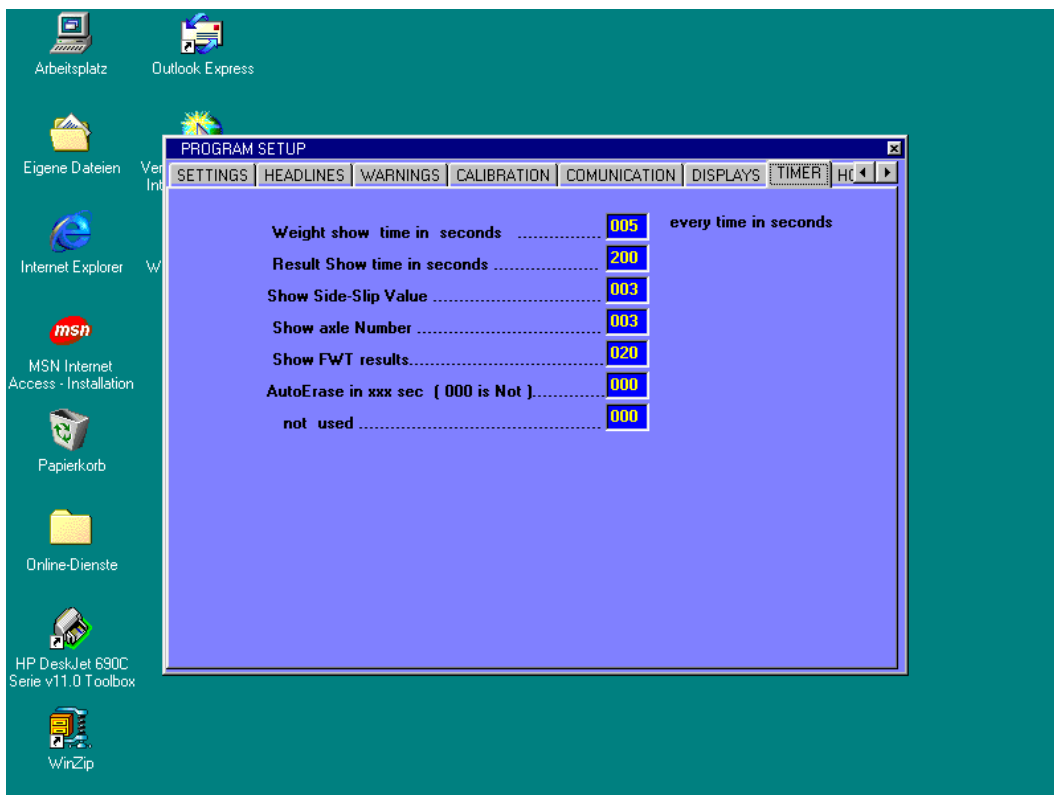 Arbeitsplatz
Outlook Express
Eigene Dateien
Internet Explorer
msn
MSN Internet
Access - Installation
Papierkorb
Online-Dienste
HP DeskJet 690C
Serie v11.0 Toolbox
WinZip
PROGRAM SETUP
SETTINGS HEADLINES WARNINGS CALIBRATION COMUNICATION DISPLAYS TIMER
Weight show time in seconds ................ 005 every time in seconds
Result Show time in seconds .................... 200
Show Side-Slip Value ................................ 003
Show axle Number ................................... 003
Show FWT results..................................... 020
AutoErase in xxx sec ( 000 is Not ).............. 000
not used .............................................. 000